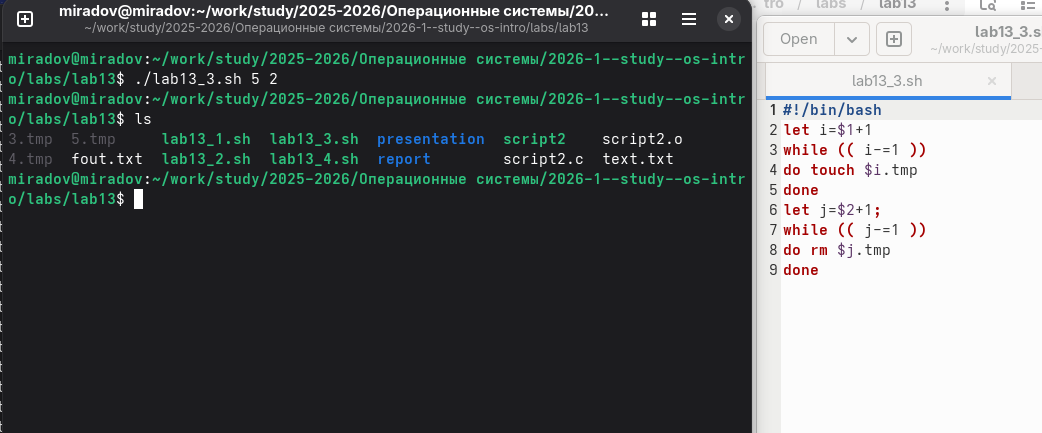 miradov@miradov:~/work/study/2025-2026/Операционные системы/20...
~/work/study/2025-2026/Операционные системы/2026-1--study--os-intro/labs/lab13
miradov@miradov:~/work/study/2025-2026/Операционные системы/2026-1--study--os-intr
o/labs/lab13$ ./lab13_3.sh 5 2
miradov@miradov:~/work/study/2025-2026/Операционные системы/2026-1--study--os-intr
o/labs/lab13$ ls
3.tmp 5.tmp lab13_1.sh lab13_3.sh presentation script2 script2.o
4.tmp fout.txt lab13_2.sh lab13_4.sh report script2.c text.txt
miradov@miradov:~/work/study/2025-2026/Операционные системы/2026-1--study--os-intr
o/labs/lab13$
tro / labs / lab13
Open
lab13_3.s
~/work/study/2025-
lab13_3.sh
1 #!/bin/bash
2 let i=$1+1
3 while (( i-=1 ))
4 do touch $i.tmp
5 done
6 let j=$2+1;
7 while (( j-=1 ))
8 do rm $j.tmp
9 done